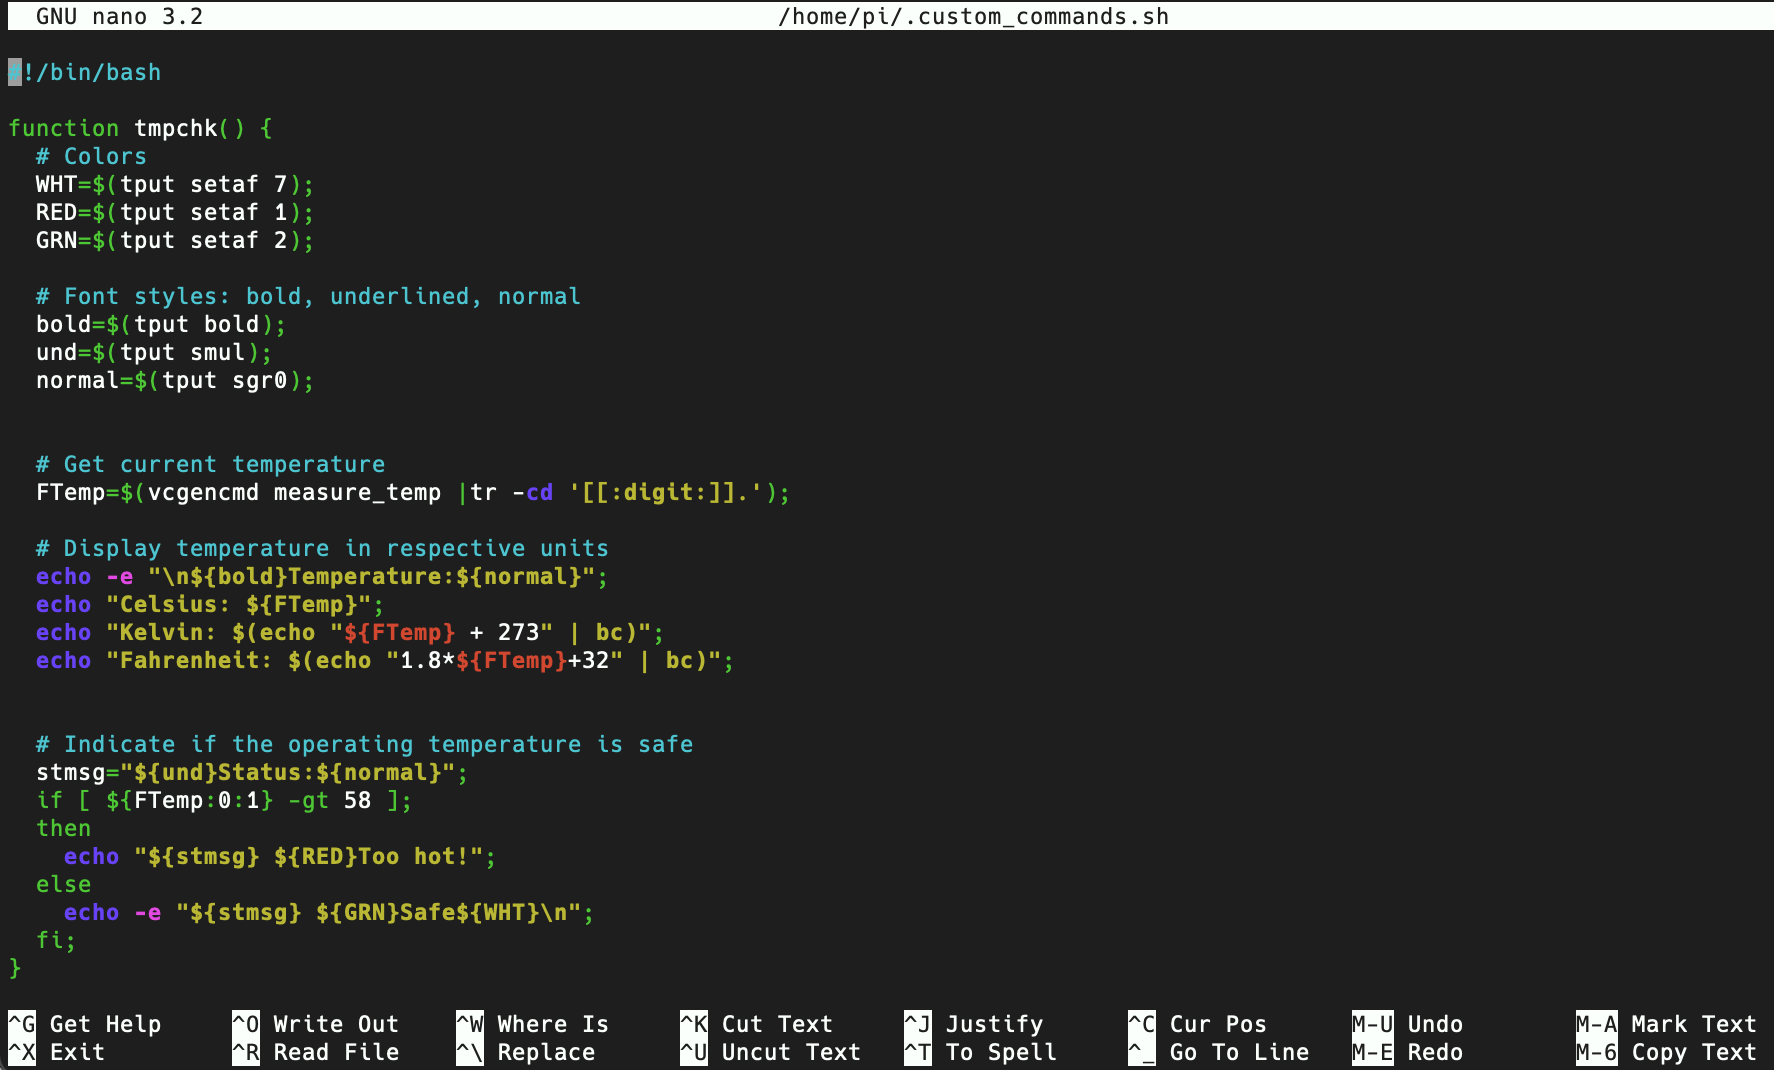 GNU nano 3.2 /home/pi/.custom_commands.sh
#!/bin/bash
function tmpchk() {
# Colors
WHT=$(tput setaf 7);
RED=$(tput setaf 1);
GRN=$(tput setaf 2);
# Font styles: bold, underlined, normal
bold=$(tput bold);
und=$(tput smul);
normal=$(tput sgr0);
# Get current temperature
FTemp=$(vcgencmd measure_temp |tr -cd '[[:digit:]].');
# Display temperature in respective units
echo -e "\n${bold}Temperature:${normal}";
echo "Celsius: ${FTemp}";
echo "Kelvin: $(echo "${FTemp} + 273" | bc)";
echo "Fahrenheit: $(echo "1.8*${FTemp}+32" | bc)";
# Indicate if the operating temperature is safe
stmsg="${und}Status:${normal}";
if [ ${FTemp:0:1} -gt 58 ];
then
echo "${stmsg} ${RED}Too hot!";
else
echo -e "${stmsg} ${GRN}Safe${WHT}\n";
fi;
}
^G Get Help ^O Write Out ^W Where Is ^K Cut Text ^J Justify ^C Cur Pos M-U Undo M-A Mark Text
^X Exit ^R Read File ^\ Replace ^U Uncut Text ^T To Spell ^_ Go To Line M-E Redo M-6 Copy Text